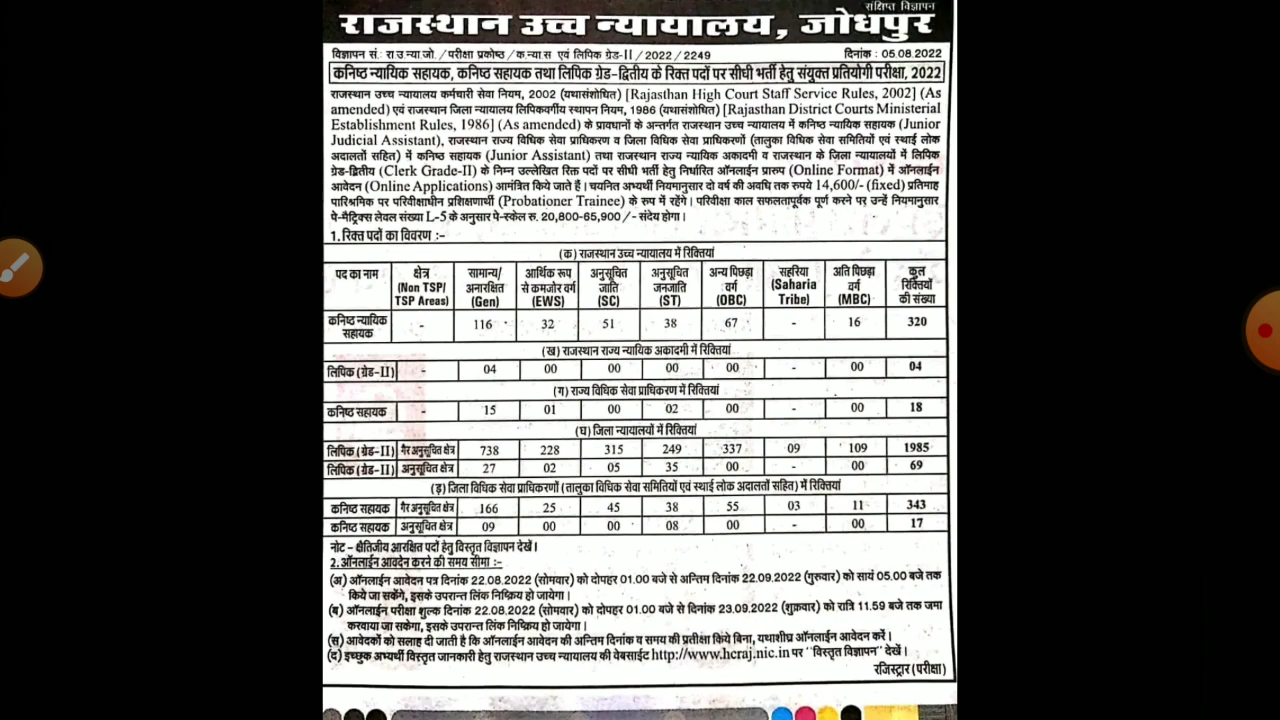 संक्षिप्त विज्ञापन
राजस्थान उच्च न्यायालय, जोधपुर
विज्ञापन सं.: रा.उ.न्या.जो./परीक्षा प्रकोष्ठ/क.न्या.स एवं लिपिक ग्रेड-II/2022/2249 दिनांक : 05.08.2022
कनिष्ठ न्यायिक सहायक, कनिष्ठ सहायक तथा लिपिक ग्रेड-द्वितीय के रिक्त पदों पर सीधी भर्ती हेतु संयुक्त प्रतियोगी परीक्षा, 2022
राजस्थान उच्च न्यायालय कर्मचारी सेवा नियम, 2002 (यथासंशोधित) [Rajasthan High Court Staff Service Rules, 2002] (As
amended) एवं राजस्थान जिला न्यायालय लिपिकवर्गीय स्थापन नियम, 1986 (यथासंशोधित) [Rajasthan District Courts Ministerial
Establishment Rules, 1986] (As amended) के प्रावधानों के अन्तर्गत राजस्थान उच्च न्यायालय में कनिष्ठ न्यायिक सहायक (Junior
Judicial Assistant), राजस्थान राज्य विधिक सेवा प्राधिकरण व जिला विधिक सेवा प्राधिकरणों (तालुका विधिक सेवा समितियों एवं स्थाई लोक
अदालतों सहित) में कनिष्ठ सहायक (Junior Assistant) तथा राजस्थान राज्य न्यायिक अकादमी व राजस्थान के जिला न्यायालयों में लिपिक
ग्रेड-द्वितीय (Clerk Grade-II) के निम्न उल्लेखित रिक्त पदों पर सीधी भर्ती हेतु निर्धारित ऑनलाईन प्रारुप (Online Format) में ऑनलाईन
आवेदन (Online Applications) आमंत्रित किये जाते है। चयनित अभ्यर्थी नियमानुसार दो वर्ष की अवधि तक रुपये 14,600/- (fixed) प्रतिमाह
पारिश्रमिक पर परिवीक्षाधीन प्रशिक्षणार्थी (Probationer Trainee) के रूप में रहेंगे। परिवीक्षा काल सफलतापूर्वक पूर्ण करने पर उन्हें नियमानुसार
पे-मैट्रिक्स लेवल संख्या L-5 के अनुसार पे-स्केल रु. 20,800-65,900/- संदेय होगा।
1. रिक्त पदों का विवरण :-
(क) राजस्थान उच्च न्यायालय में रिक्तियां
पद का नाम क्षेत्र (Non TSP/ TSP Areas) सामान्य/ अनारक्षित (Gen) आर्थिक रूप से कमजोर वर्ग (EWS) अनुसूचित जाति (SC) अनुसूचित जनजाति (ST) अन्य पिछड़ा वर्ग (OBC) सहरिया (Saharia Tribe) अति पिछड़ा वर्ग (MBC) कुल रिक्तियों की संख्या
कनिष्ठ न्यायिक सहायक - 116 32 51 38 67 - 16 320
(ख) राजस्थान राज्य न्यायिक अकादमी में रिक्तियां
लिपिक (ग्रेड-II) - 04 00 00 00 00 - 00 04
(ग) राज्य विधिक सेवा प्राधिकरण में रिक्तियां
कनिष्ठ सहायक - 15 01 00 02 00 - 00 18
(घ) जिला न्यायालयों में रिक्तियां
लिपिक (ग्रेड-II) गैर अनुसूचित क्षेत्र 738 228 315 249 337 09 109 1985
लिपिक (ग्रेड-II) अनुसूचित क्षेत्र 27 02 05 35 00 - 00 69
(ड़) जिला विधिक सेवा प्राधिकरणों (तालुका विधिक सेवा समितियों एवं स्थाई लोक अदालतों सहित) में रिक्तियां
कनिष्ठ सहायक गैर अनुसूचित क्षेत्र 166 25 45 38 55 03 11 343
कनिष्ठ सहायक अनुसूचित क्षेत्र 09 00 00 08 00 - 00 17
नोट - क्षैतिजीय आरक्षित पदों हेतु विस्तृत विज्ञापन देखें।
2. ऑनलाईन आवदेन करने की समय सीमा :-
(अ) ऑनलाईन आवेदन पत्र दिनांक 22.08.2022 (सोमवार) को दोपहर 01.00 बजे से अन्तिम दिनांक 22.09.2022 (गुरुवार) को सायं 05.00 बजे तक
किये जा सकेंगे, इसके उपरान्त लिंक निष्क्रिय हो जायेगा।
(ब) ऑनलाईन परीक्षा शुल्क दिनांक 22.08.2022 (सोमवार) को दोपहर 01.00 बजे से दिनांक 23.09.2022 (शुक्रवार) को रात्रि 11.59 बजे तक जमा
करवाया जा सकेगा, इसके उपरान्त लिंक निष्क्रिय हो जायेगा।
(स) आवेदकों को सलाह दी जाती है कि ऑनलाईन आवेदन की अन्तिम दिनांक व समय की प्रतीक्षा किये बिना, यथाशीघ्र ऑनलाईन आवेदन करें।
(द) इच्छुक अभ्यर्थी विस्तृत जानकारी हेतु राजस्थान उच्च न्यायालय की वेबसाईट http://www.hcraj.nic.in पर "विस्तृत विज्ञापन" देखें।
रजिस्ट्रार (परीक्षा)